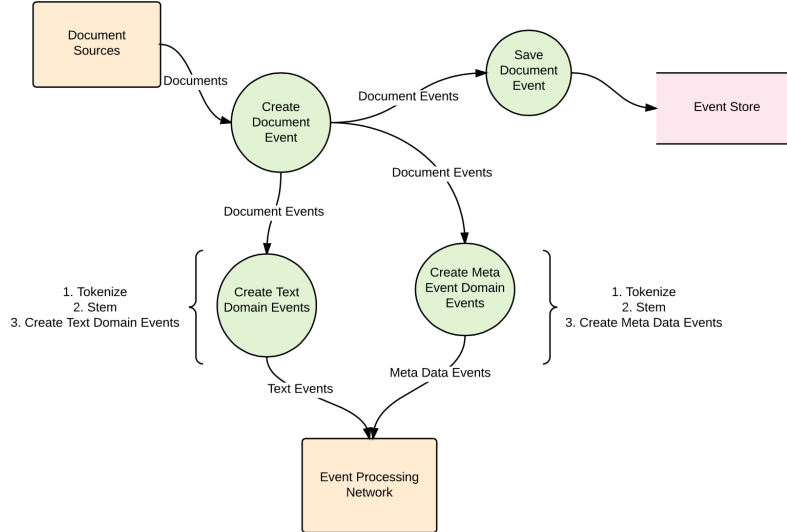 Document
Sources
Documents
Create
Document
Event
Document Events
Save
Document
Event
Event Store
Document Events
Document Events
1. Tokenize
2. Stem
3. Create Text Domain Events
Create Text
Domain Events
Create Meta
Event Domain
Events
1. Tokenize
2. Stem
3. Create Meta Data Events
Text Events
Meta Data Events
Event Processing
Network